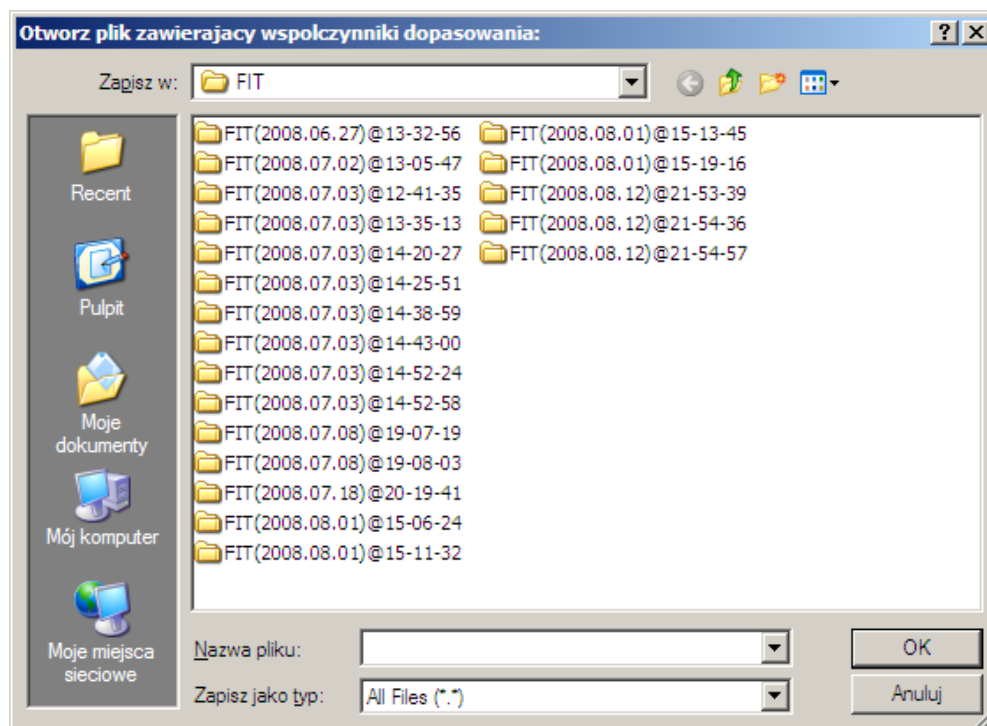 Otworz plik zawierajacy wspolczynniki dopasowania:
Zapisz w:
FIT
Recent
Pulpit
Moje
dokumenty
Mój komputer
Moje miejsca
sieciowe
FIT(2008.06.27)@13-32-56
FIT(2008.07.02)@13-05-47
FIT(2008.07.03)@12-41-35
FIT(2008.07.03)@13-35-13
FIT(2008.07.03)@14-20-27
FIT(2008.07.03)@14-25-51
FIT(2008.07.03)@14-38-59
FIT(2008.07.03)@14-43-00
FIT(2008.07.03)@14-52-24
FIT(2008.07.03)@14-52-58
FIT(2008.07.08)@19-07-19
FIT(2008.07.08)@19-08-03
FIT(2008.07.18)@20-19-41
FIT(2008.08.01)@15-06-24
FIT(2008.08.01)@15-11-32
FIT(2008.08.01)@15-13-45
FIT(2008.08.01)@15-19-16
FIT(2008.08.12)@21-53-39
FIT(2008.08.12)@21-54-36
FIT(2008.08.12)@21-54-57
Nazwa pliku:
OK
Zapisz jako typ:
All Files (*.*)
Anuluj